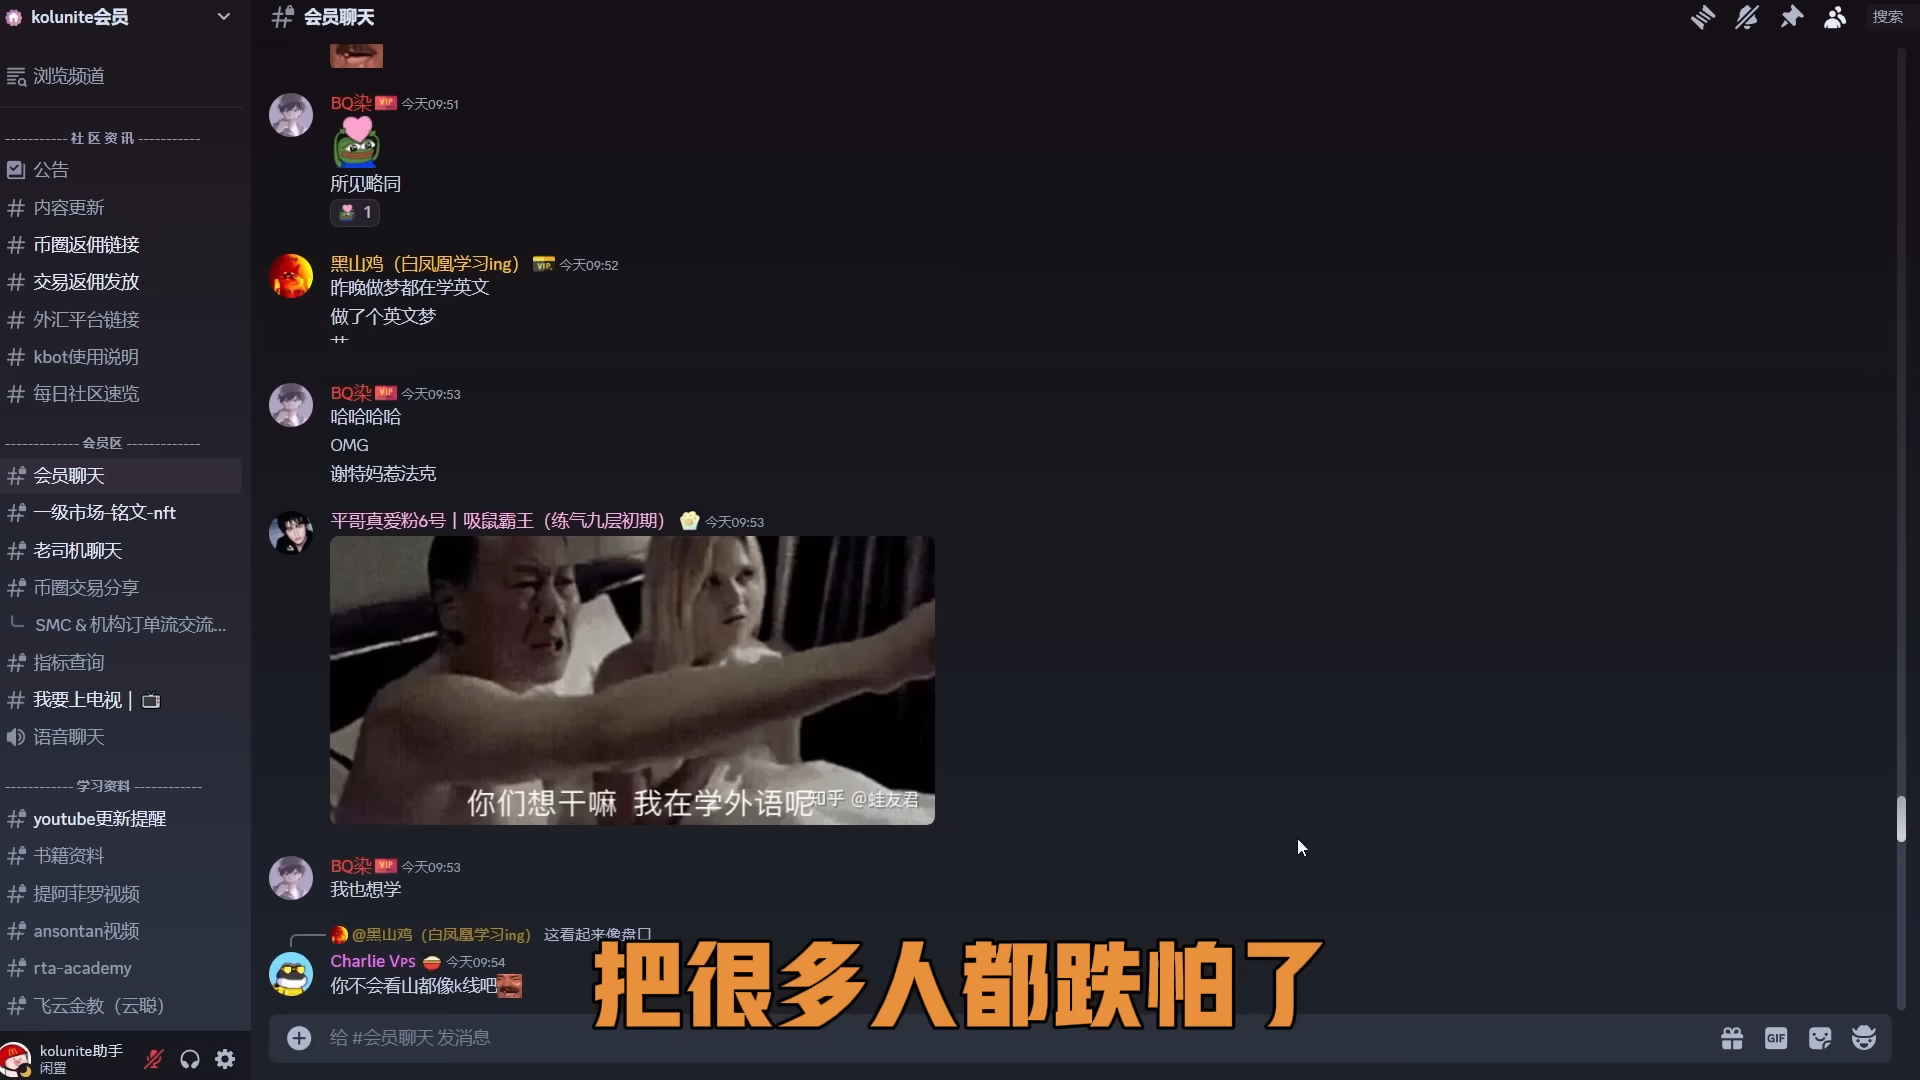 kolunite会员
会员聊天
搜索
浏览频道
----------- 社 区 资 讯 -----------
公告
内容更新
币圈返佣链接
交易返佣发放
外汇平台链接
kbot使用说明
每日社区速览
------------- 会员区 -------------
会员聊天
一级市场-铭文-nft
老司机聊天
币圈交易分享
SMC & 机构订单流交流...
指标查询
我要上电视 |
语音聊天
------------ 学习资料 ------------
youtube更新提醒
书籍资料
提阿菲罗视频
ansontan视频
rta-academy
飞云金教（云聪）
kolunite助手
闲置
BQ染 VIP 今天09:51
所见略同
1
黑山鸡（白凤凰学习ing） VIP 今天09:52
昨晚做梦都在学英文
做了个英文梦
艹
BQ染 VIP 今天09:53
哈哈哈哈
OMG
谢特妈惹法克
平哥真爱粉6号 | 吸鼠霸王（练气九层初期） 今天09:53
你们想干嘛 我在学外语呢
知乎 @蛙友君
BQ染 VIP 今天09:53
我也想学
@黑山鸡（白凤凰学习ing） 这看起来像盘口
Charlie VPS 今天09:54
你不会看山都像k线吧
把很多人都跌怕了
给 #会员聊天 发消息
GIF